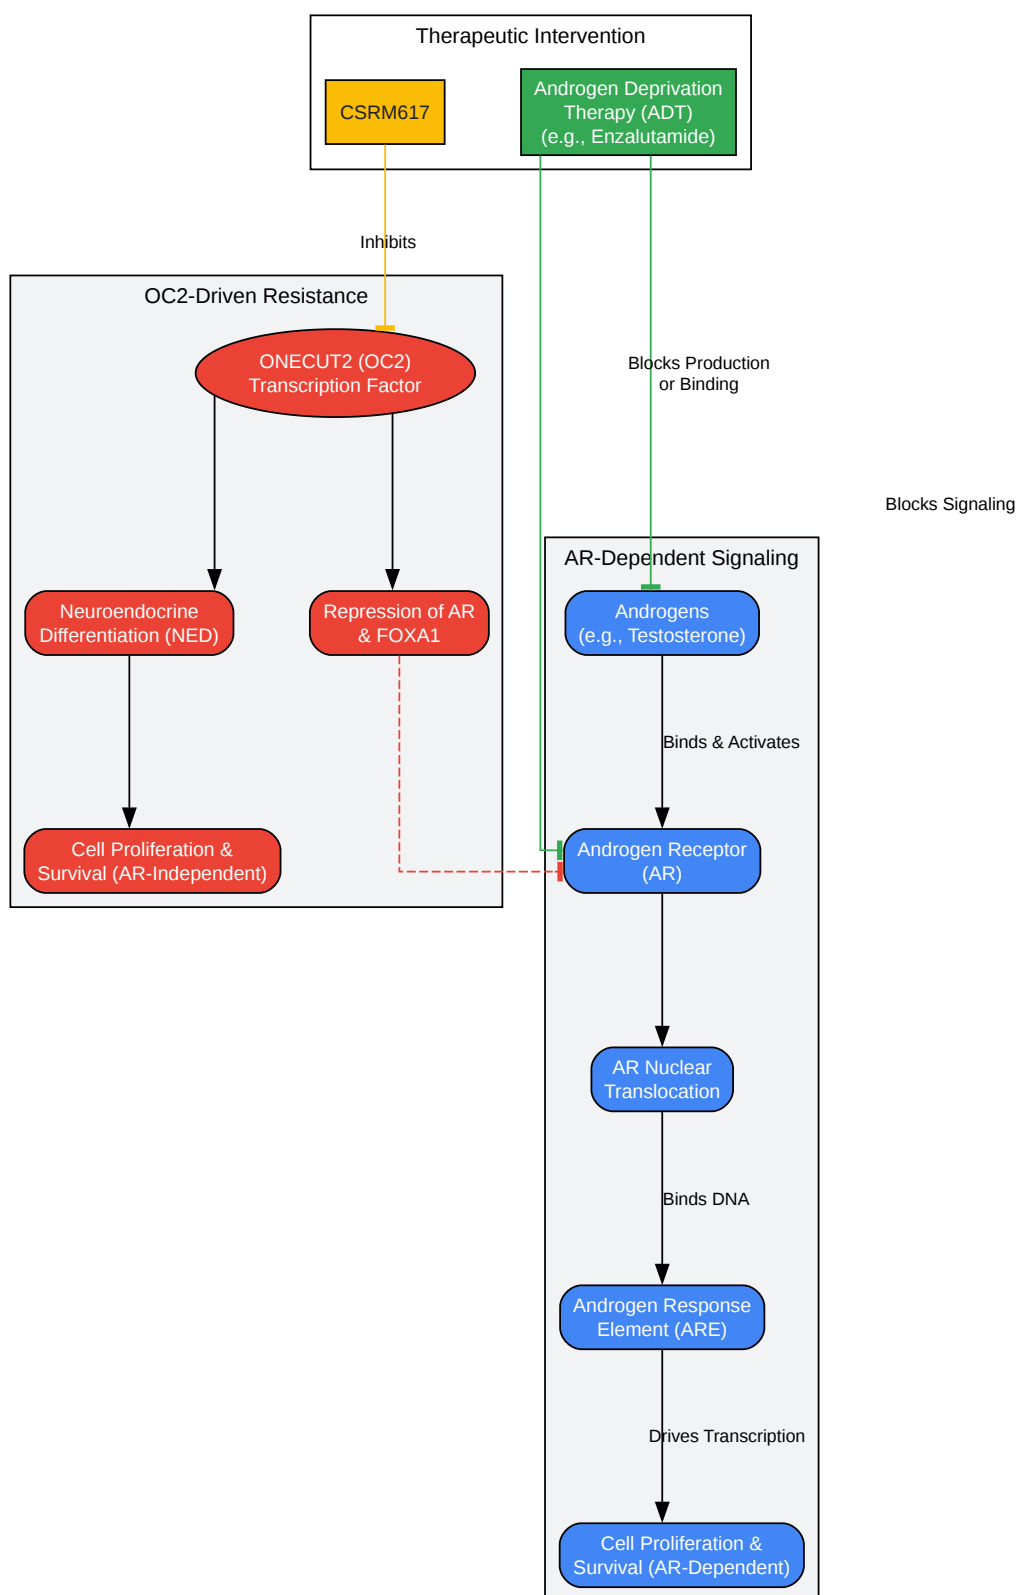 Therapeutic Intervention
CSRM617
Androgen Deprivation
Therapy (ADT)
(e.g., Enzalutamide)
Inhibits
OC2-Driven Resistance
ONECUT2 (OC2)
Transcription Factor
Blocks Production
or Binding
Blocks Signaling
AR-Dependent Signaling
Neuroendocrine
Differentiation (NED)
Repression of AR
& FOXA1
Androgens
(e.g., Testosterone)
Binds & Activates
Cell Proliferation &
Survival (AR-Independent)
Androgen Receptor
(AR)
AR Nuclear
Translocation
Binds DNA
Androgen Response
Element (ARE)
Drives Transcription
Cell Proliferation &
Survival (AR-Dependent)